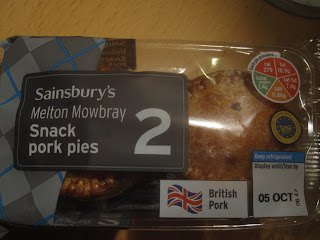 Sainsbury's
Melton Mowbray
Snack
pork pies
2
British
Pork
Keep refrigerated
Display until/Use by
05 OCT